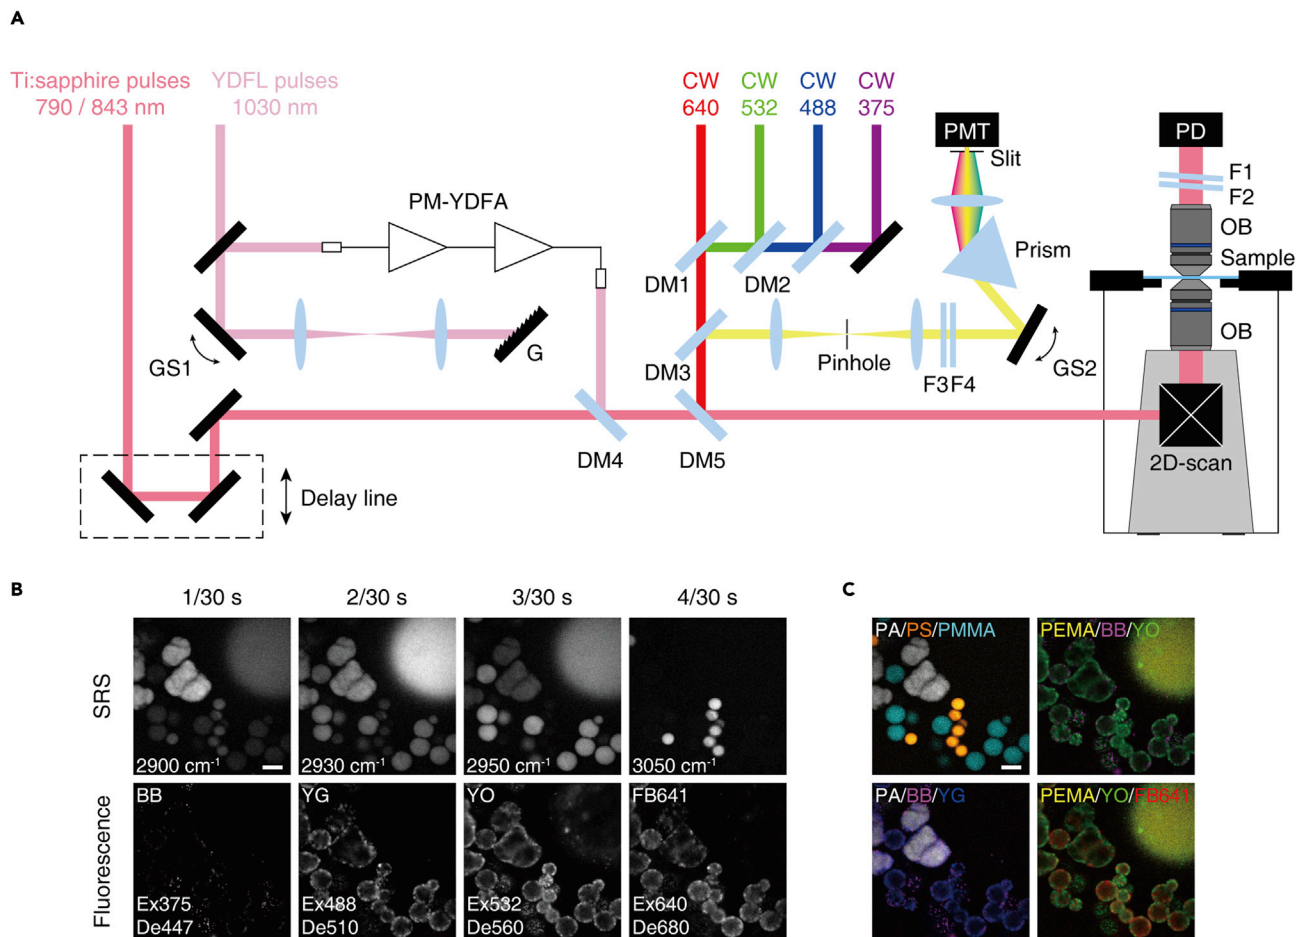 A
Ti:sapphire pulses
790 / 843 nm
YDFL pulses
1030 nm
CW
640
CW
532
CW
488
CW
375
PMT
Slit
PD
F1
F2
OB
Sample
OB
PM-YDFA
Prism
DM1
DM2
GS1
G
DM3
Pinhole
F3 F4
GS2
DM4
DM5
2D-scan
Delay line
B
1/30 s
2/30 s
3/30 s
4/30 s
SRS
2900 cm-1
2930 cm-1
2950 cm-1
3050 cm-1
Fluorescence
BB
Ex375
De447
YG
Ex488
De510
YO
Ex532
De560
FB641
Ex640
De680
C
PA/PS/PMMA
PEMA/BB/YO
PA/BB/YG
PEMA/YO/FB641